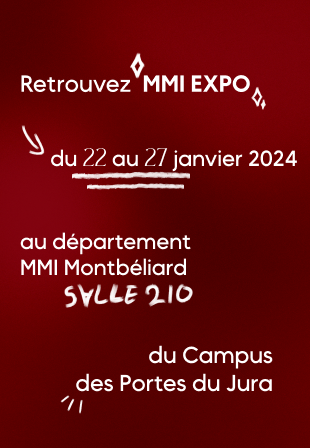 Retrouvez MMI EXPO
du 22 au 27 janvier 2024
au département
MMI Montbéliard
SALLE 210
du Campus
des Portes du Jura